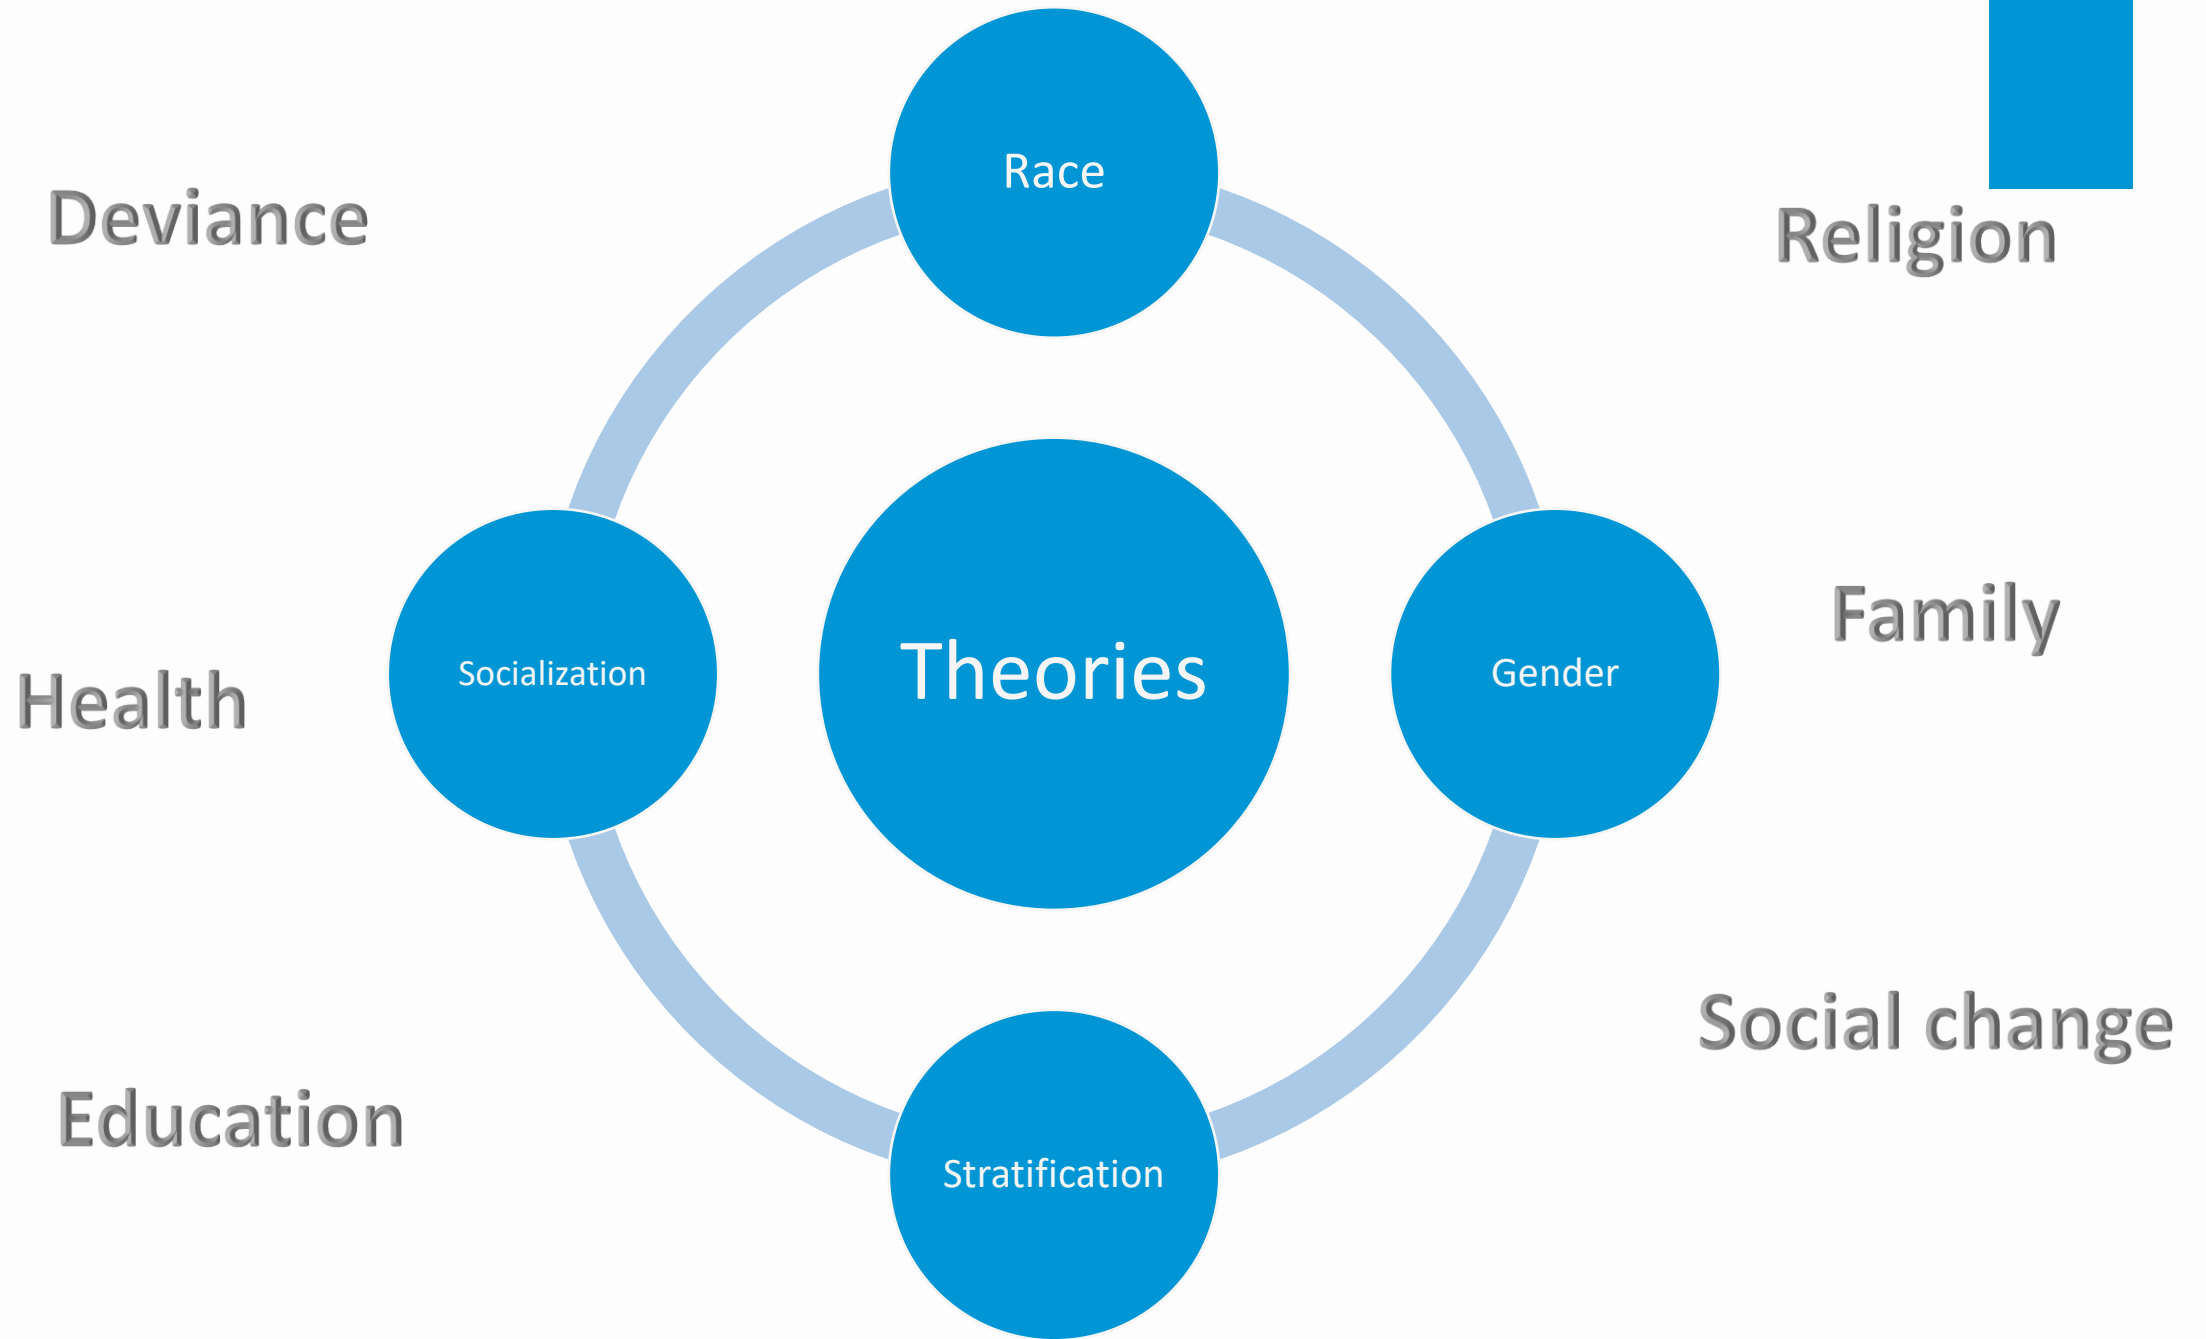 Race
Deviance
Religion
Socialization
Theories
Gender
Family
Health
Social change
Education
Stratification